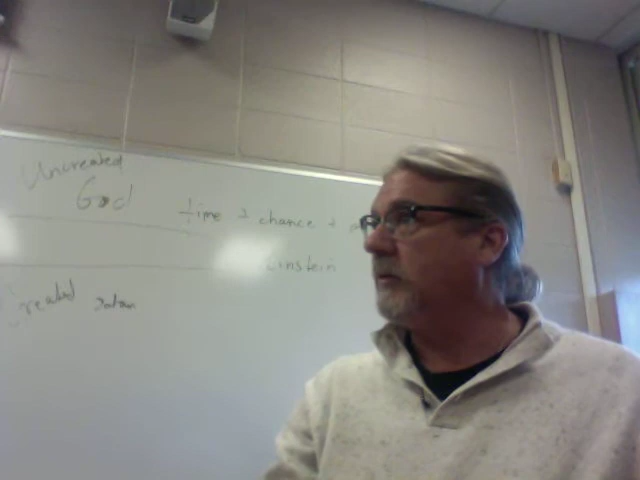 Uncreated
God
time & chance +
einstein
Created Satan